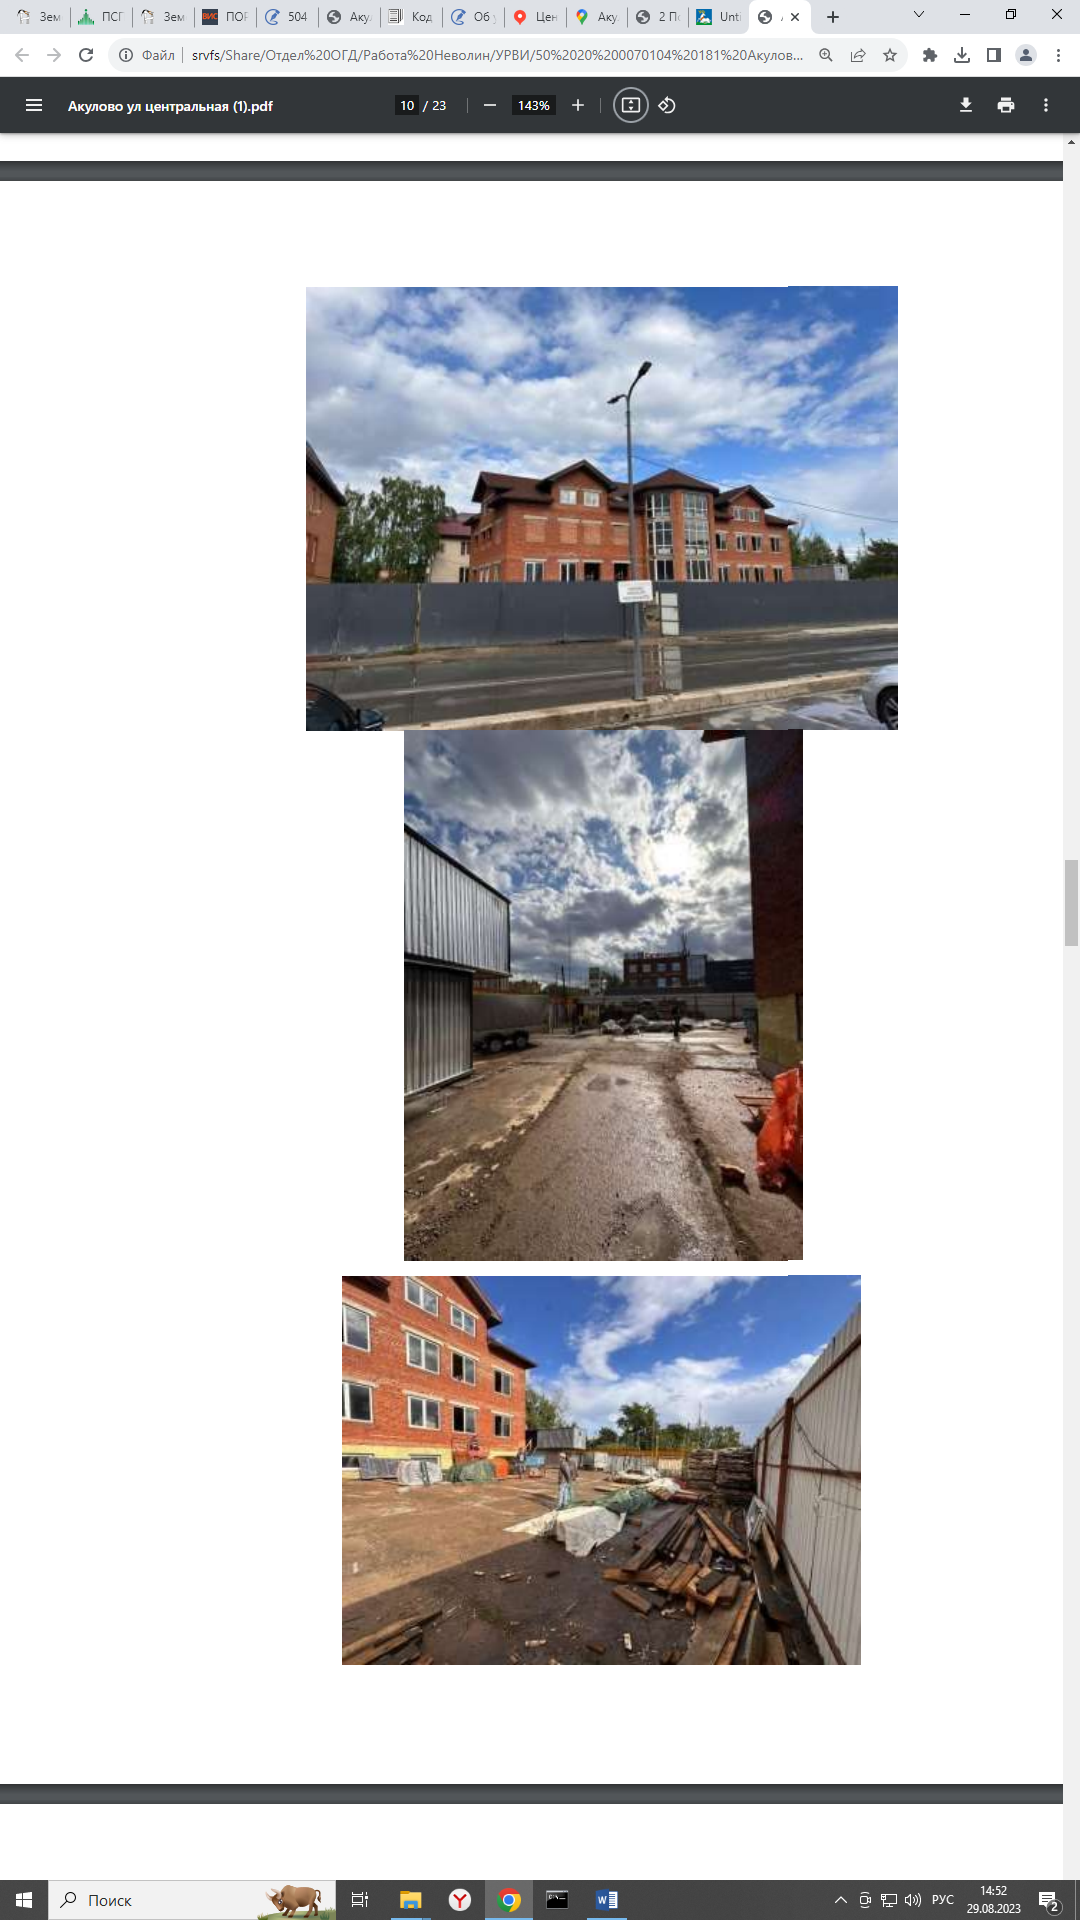 Зем
ПСГ
Зем
ВИС
ПОР
504
Аку
Код
Об у
Цен
Аку
2 П
Unti
Файл
srvfs/Share/Отдел%20ОГД/Работа%20Неволин/УРВИ/50%2020%200070104%20181%20Акулов...
Акулово ул центральная (1).pdf
10 / 23
143%
Поиск
РУС
14:52
29.08.2023
2